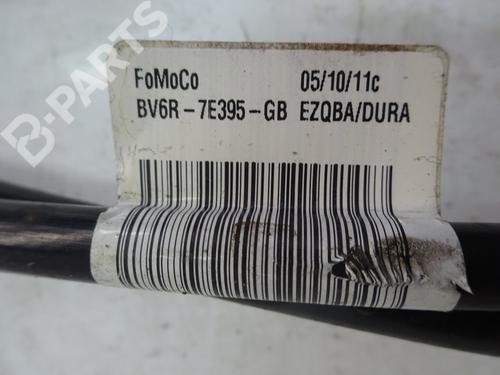 B-PARTS
FoMoCo 05/10/11c
BV6R-7E395-GB EZQBA/DURA